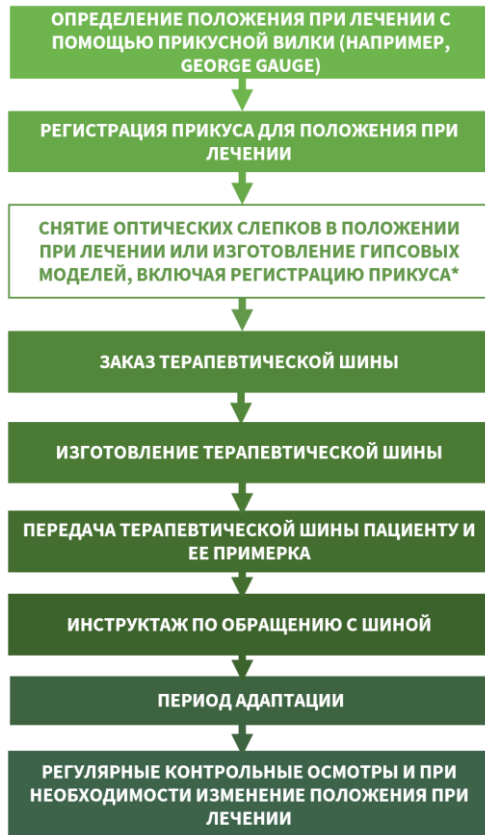 ОПРЕДЕЛЕНИЕ ПОЛОЖЕНИЯ ПРИ ЛЕЧЕНИИ С
ПОМОЩЬЮ ПРИКУСНОЙ ВИЛКИ (НАПРИМЕР,
GEORGE GAUGE)
РЕГИСТРАЦИЯ ПРИКУСА ДЛЯ ПОЛОЖЕНИЯ ПРИ
ЛЕЧЕНИИ
СНЯТИЕ ОПТИЧЕСКИХ СЛЕПКОВ В ПОЛОЖЕНИИ
ПРИ ЛЕЧЕНИИ ИЛИ ИЗГОТОВЛЕНИЕ ГИПСОВЫХ
МОДЕЛЕЙ, ВКЛЮЧАЯ РЕГИСТРАЦИЮ ПРИКУСА*
ЗАКАЗ ТЕРАПЕВТИЧЕСКОЙ ШИНЫ
ИЗГОТОВЛЕНИЕ ТЕРАПЕВТИЧЕСКОЙ ШИНЫ
ПЕРЕДАЧА ТЕРАПЕВТИЧЕСКОЙ ШИНЫ ПАЦИЕНТУ И
ЕЕ ПРИМЕРКА
ИНСТРУКТАЖ ПО ОБРАЩЕНИЮ С ШИНОЙ
ПЕРИОД АДАПТАЦИИ
РЕГУЛЯРНЫЕ КОНТРОЛЬНЫЕ ОСМОТРЫ И ПРИ
НЕОБХОДИМОСТИ ИЗМЕНЕНИЕ ПОЛОЖЕНИЯ ПРИ
ЛЕЧЕНИИ